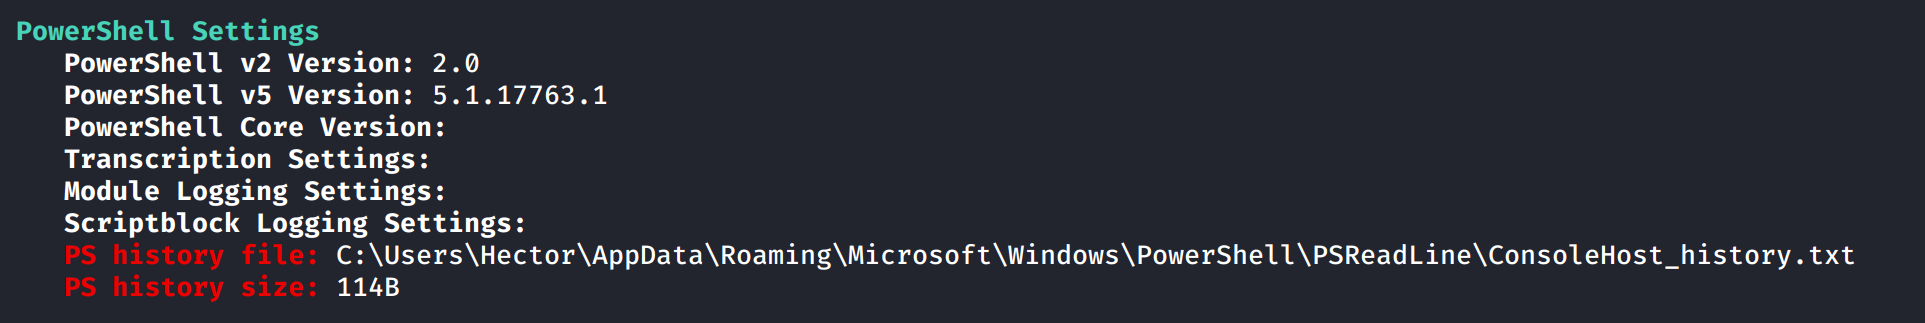 PowerShell Settings
PowerShell v2 Version: 2.0
PowerShell v5 Version: 5.1.17763.1
PowerShell Core Version:
Transcription Settings:
Module Logging Settings:
Scriptblock Logging Settings:
PS history file: C:\Users\Hector\AppData\Roaming\Microsoft\Windows\PowerShell\PSReadLine\ConsoleHost_history.txt
PS history size: 114B